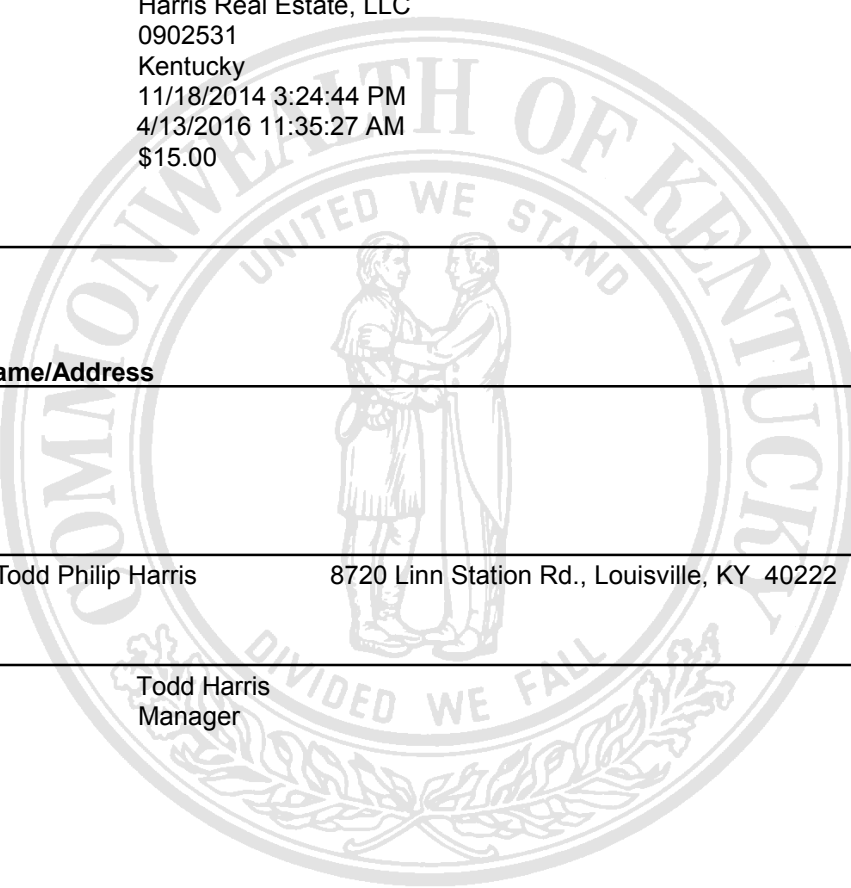 Harris Real Estate, LLC
0902531
Kentucky
11/18/2014 3:24:44 PM
4/13/2016 11:35:27 AM
$15.00
COMMONWEALTH OF KENTUCKY
UNITED WE STAND
ame/Address
Todd Philip Harris 8720 Linn Station Rd., Louisville, KY 40222
DIVIDED WE FALL
Todd Harris
Manager